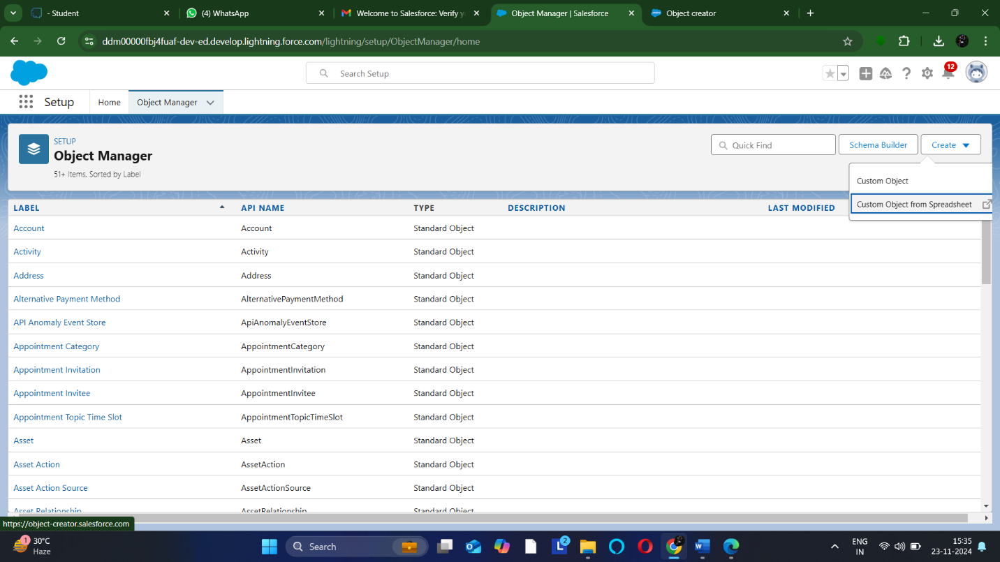 - Student
(4) WhatsApp
Welcome to Salesforce: Verify y
Object Manager | Salesforce
Object creator
ddm00000fbj4fuaf-dev-ed.develop.lightning.force.com/lightning/setup/ObjectManager/home
Search Setup
12
Setup
Home
Object Manager
SETUP
Object Manager
51+ Items, Sorted by Label
Quick Find
Schema Builder
Create
Custom Object
Custom Object from Spreadsheet
LABEL API NAME TYPE DESCRIPTION LAST MODIFIED
Account Account Standard Object
Activity Activity Standard Object
Address Address Standard Object
Alternative Payment Method AlternativePaymentMethod Standard Object
API Anomaly Event Store ApiAnomalyEventStore Standard Object
Appointment Category AppointmentCategory Standard Object
Appointment Invitation AppointmentInvitation Standard Object
Appointment Invitee AppointmentInvitee Standard Object
Appointment Topic Time Slot AppointmentTopicTimeSlot Standard Object
Asset Asset Standard Object
Asset Action AssetAction Standard Object
Asset Action Source AssetActionSource Standard Object
Asset Relationship AssetRelationship Standard Object
https://object-creator.salesforce.com
1
30°C
Haze
Search
2
ENG
IN
15:35
23-11-2024